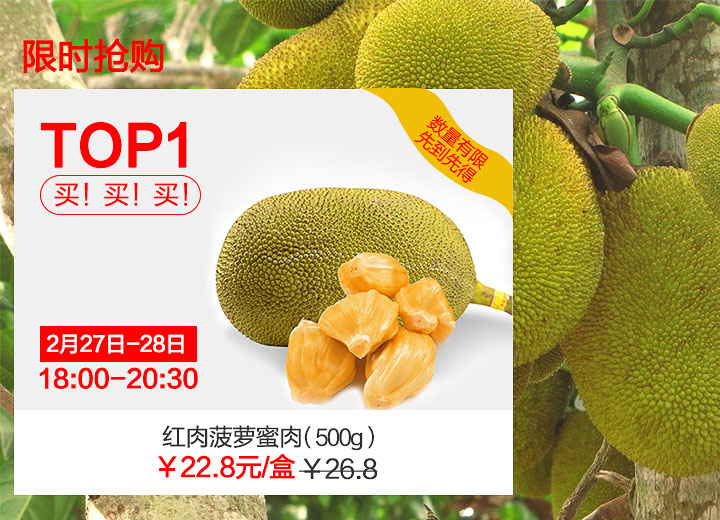 限时抢购
TOP1
买！买！买！
数量有限
先到先得
2月27日-28日
18:00-20:30
红肉菠萝蜜肉（500g）
￥22.8元/盒 ￥26.8